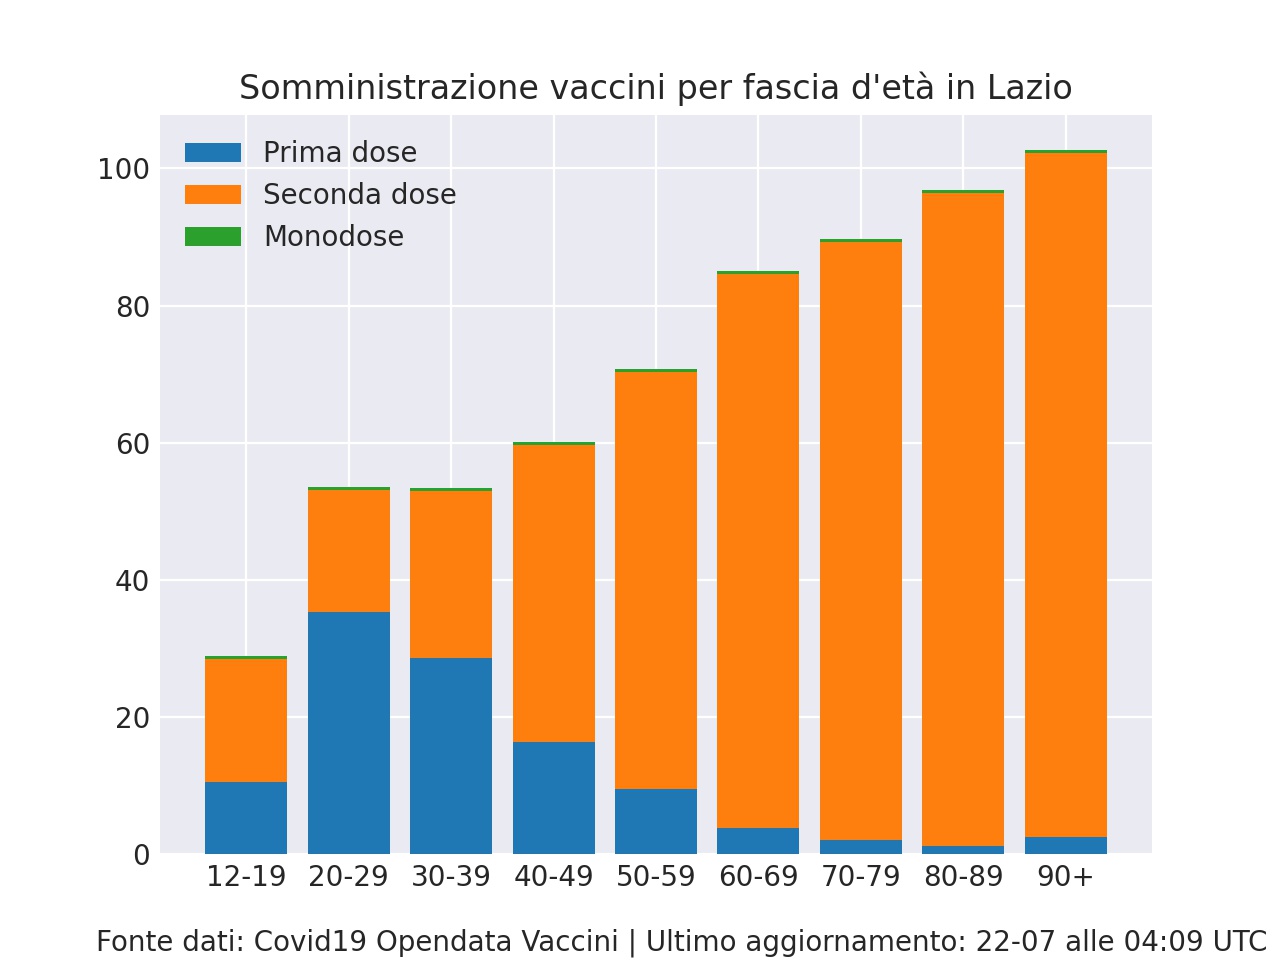 Somministrazione vaccini per fascia d'età in Lazio
Prima dose
Seconda dose
Monodose
100
80
60
40
20
0
12-19 20-29 30-39 40-49 50-59 60-69 70-79 80-89 90+
Fonte dati: Covid19 Opendata Vaccini | Ultimo aggiornamento: 22-07 alle 04:09 UTC